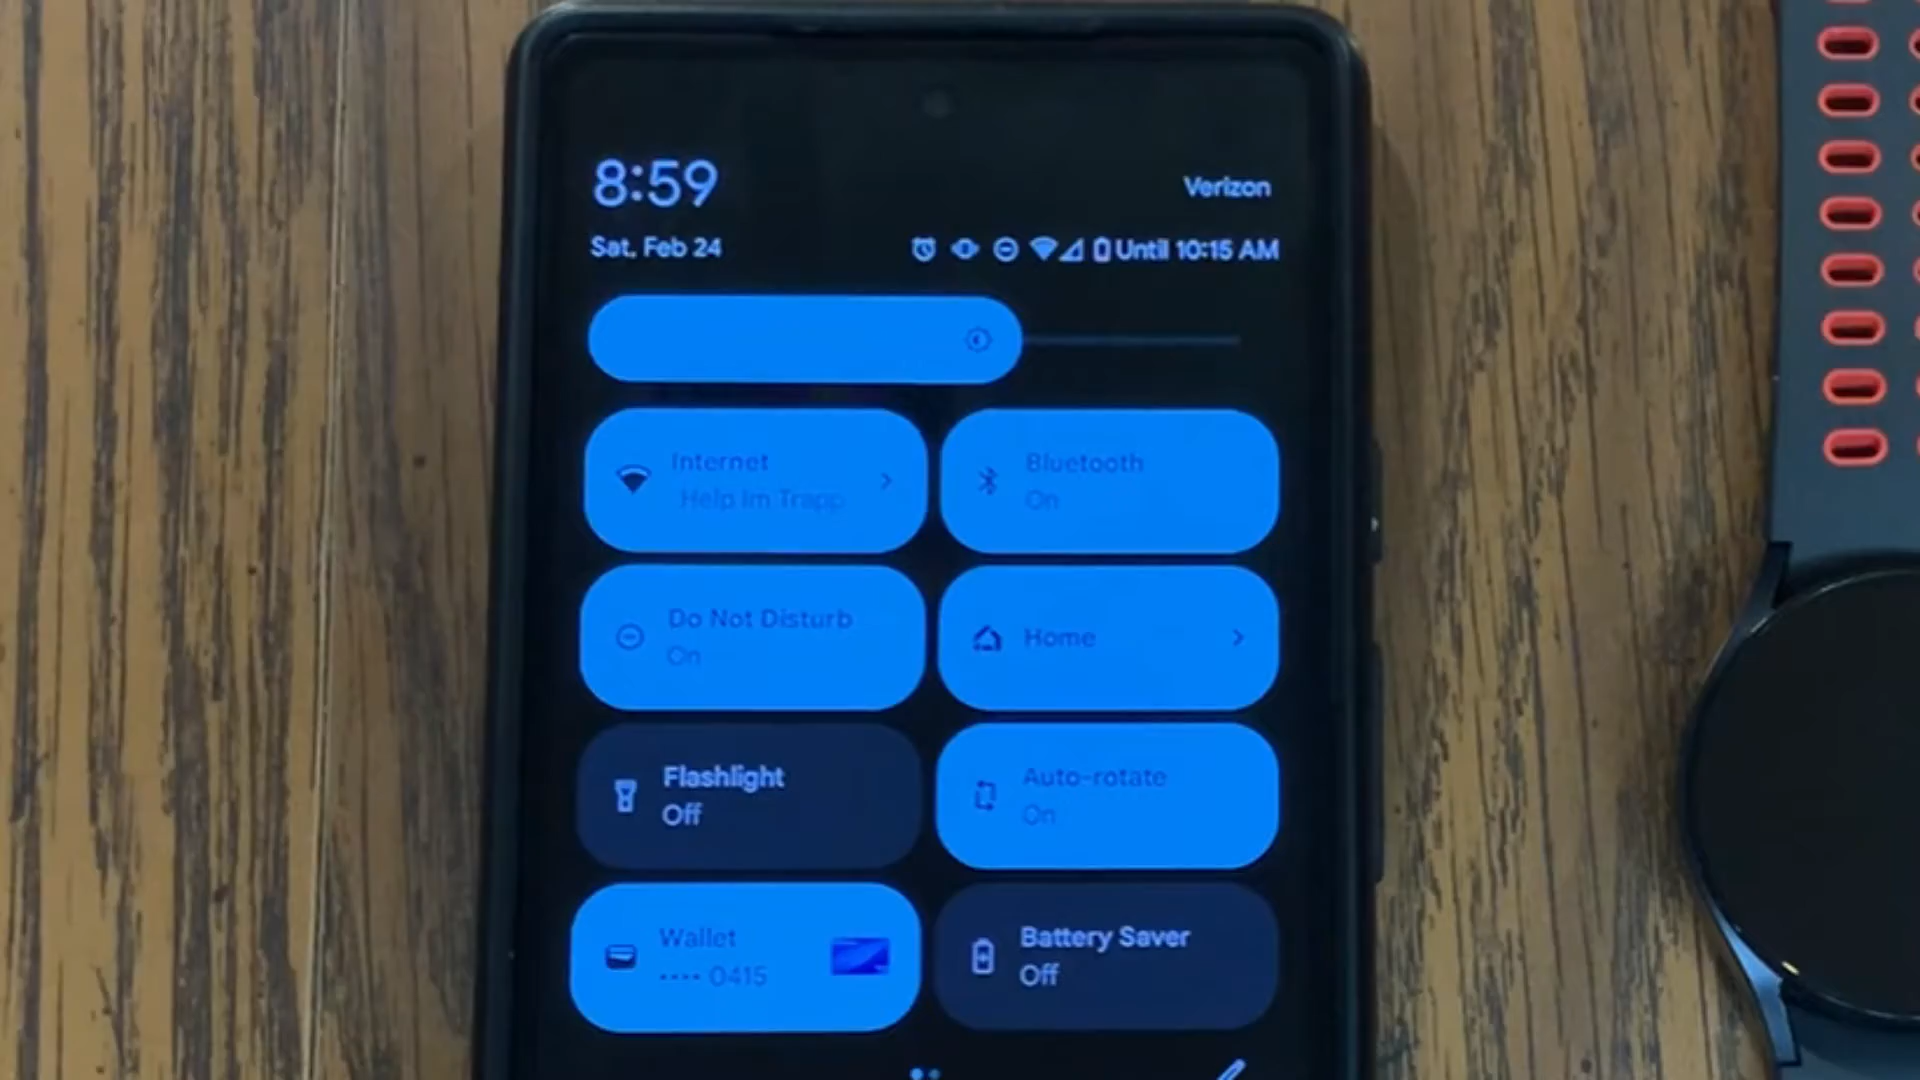 8:59
Verizon
Sat, Feb 24
Until 10:15 AM
Internet
Help Im Trapp
Bluetooth
On
Do Not Disturb
On
Home
Flashlight
Off
Auto-rotate
On
Wallet
···· 0415
Battery Saver
Off